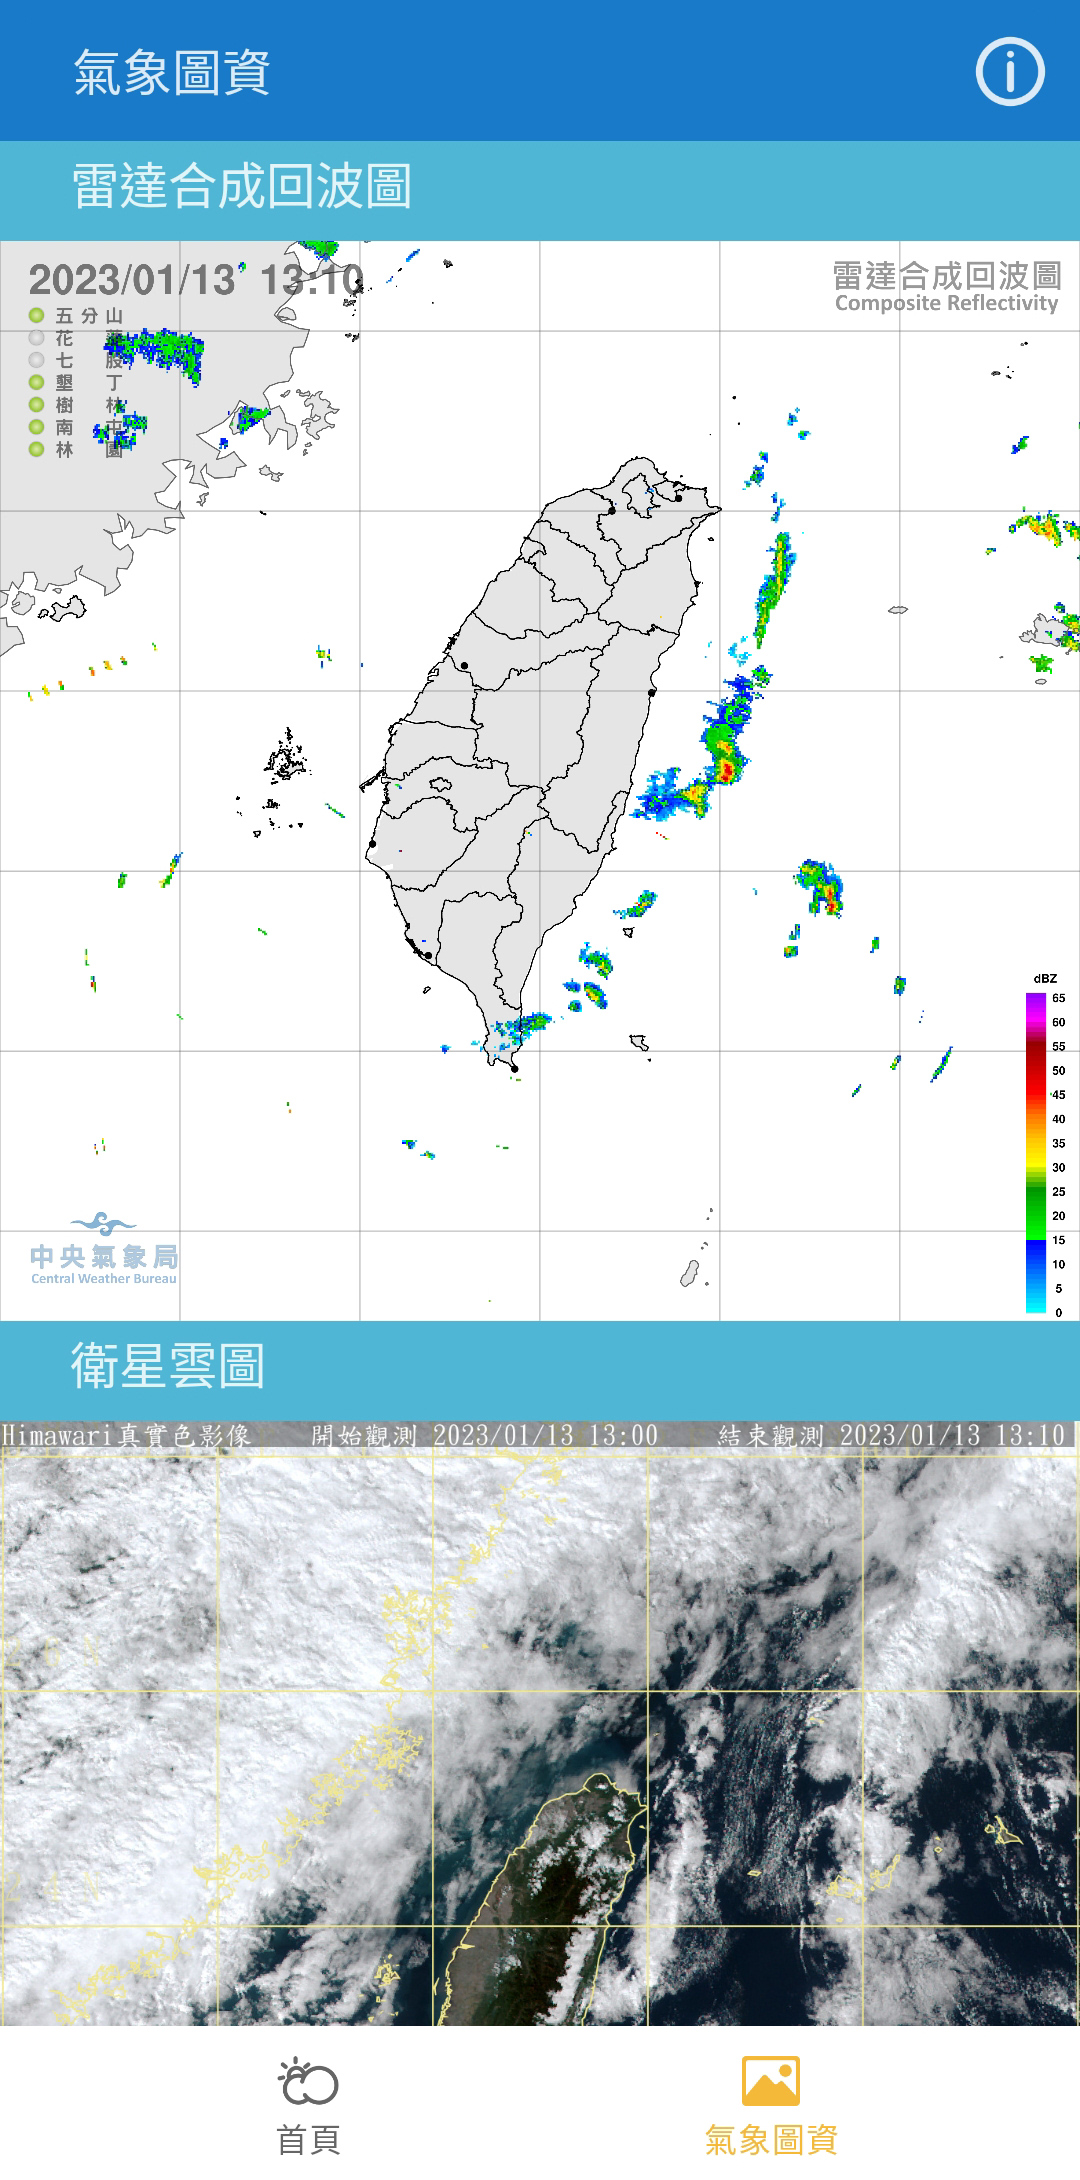 氣象圖資
雷達合成回波圖
2023/01/13 13:10
雷達合成回波圖
Composite Reflectivity
五分山
花蓮
七股
墾丁
樹林
南屯
林園
dBZ
65
60
55
50
45
40
35
30
25
20
15
10
5
0
中央氣象局
Central Weather Bureau
衛星雲圖
Himawari真實色影像 開始觀測 2023/01/13 13:00 結束觀測 2023/01/13 13:10
首頁
氣象圖資